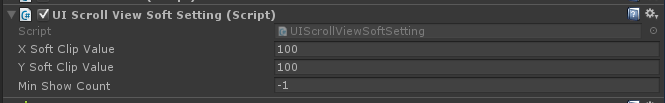 UI Scroll View Soft Setting (Script)
Script UIScrollViewSoftSetting
X Soft Clip Value 100
Y Soft Clip Value 100
Min Show Count -1